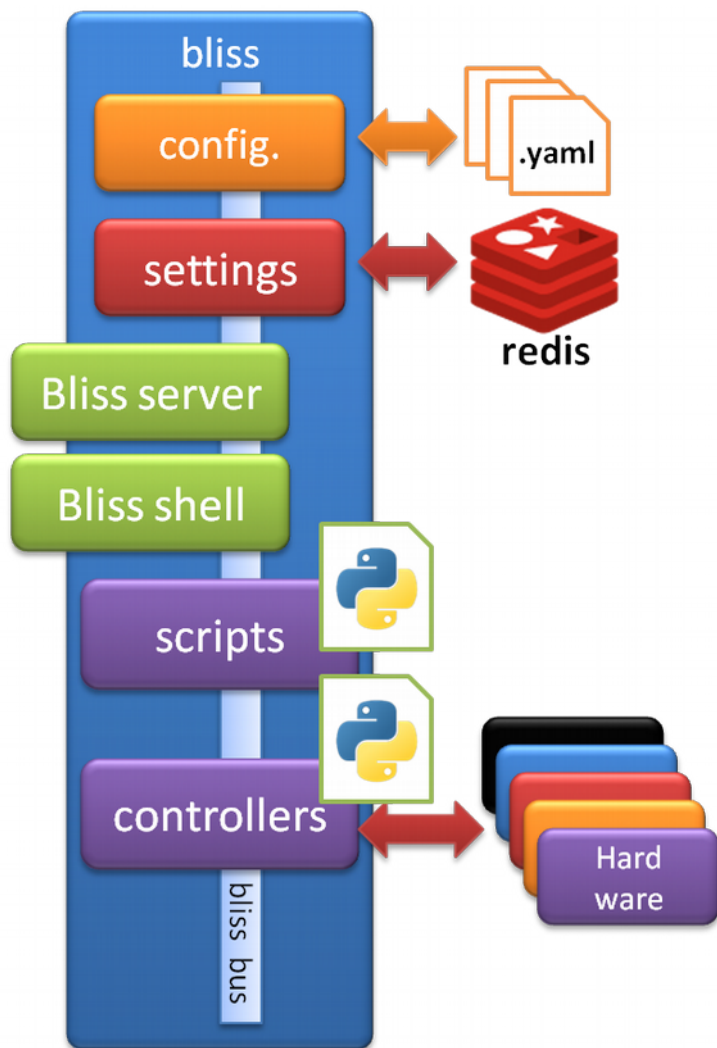 bliss
config.
.yaml
settings
redis
Bliss server
Bliss shell
scripts
controllers
Hard
ware
bliss bus